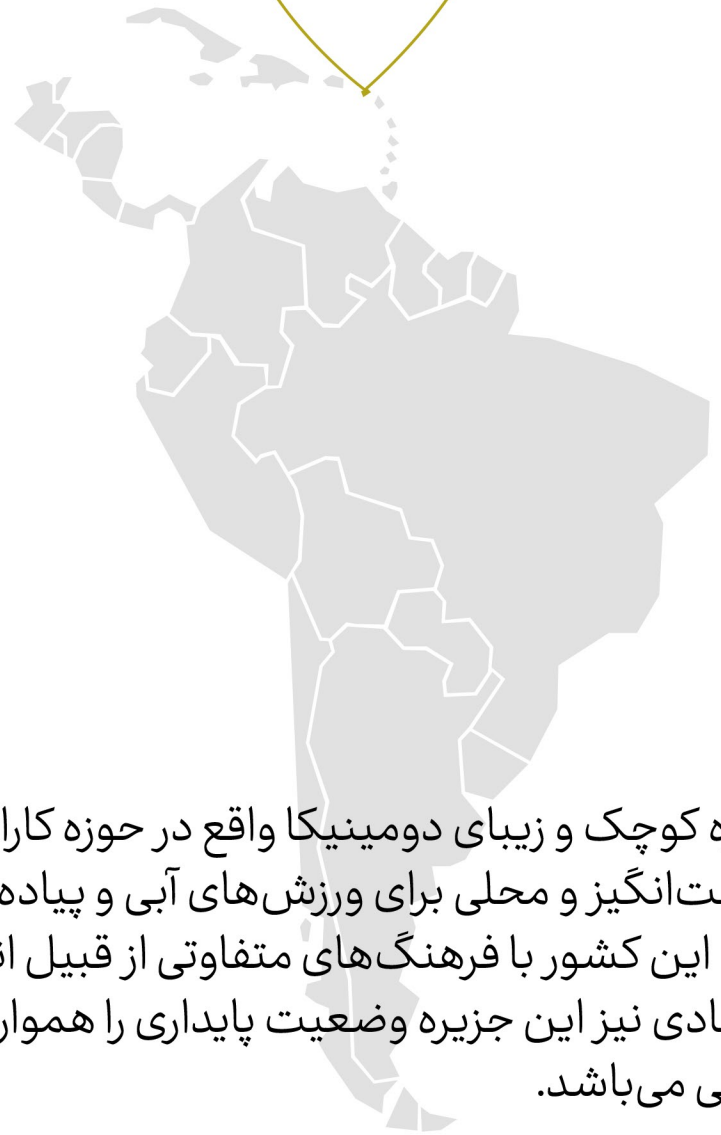 کوچک و زیبای دومینیکا واقع در حوزه
و محلی برای ورزش‌های آبی و
این کشور با فرهنگ‌های متفاوتی از قبیل
نیز این جزیره وضعیت پایداری را
می‌باشد.